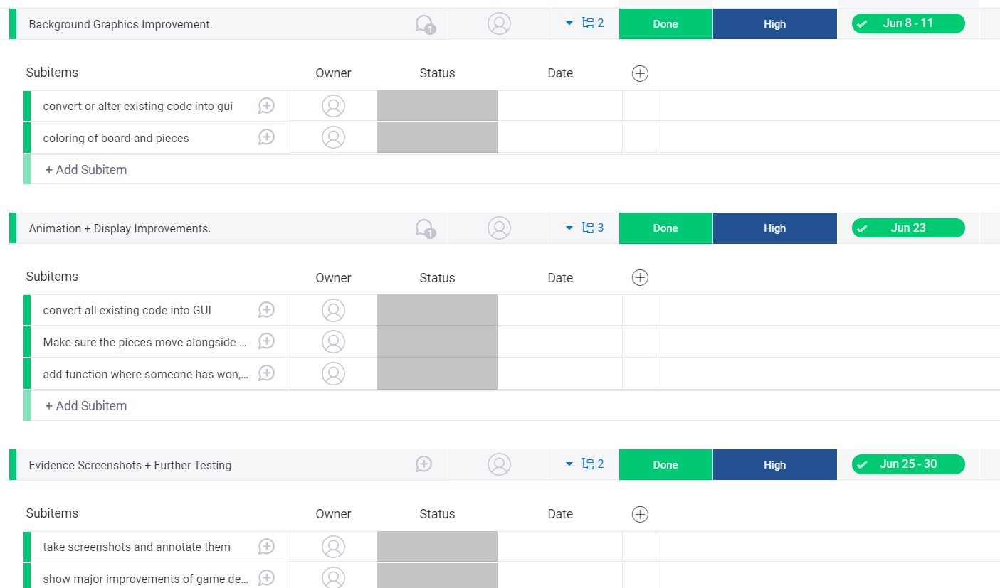 Background Graphics Improvement. 1 2 Done High Jun 8 - 11
Subitems Owner Status Date
convert or alter existing code into gui
coloring of board and pieces
+ Add Subitem
Animation + Display Improvements. 1 3 Done High Jun 23
Subitems Owner Status Date
convert all existing code into GUI
Make sure the pieces move alongside ...
add function where someone has won,...
+ Add Subitem
Evidence Screenshots + Further Testing 2 Done High Jun 25 - 30
Subitems Owner Status Date
take screenshots and annotate them
show major improvements of game de...